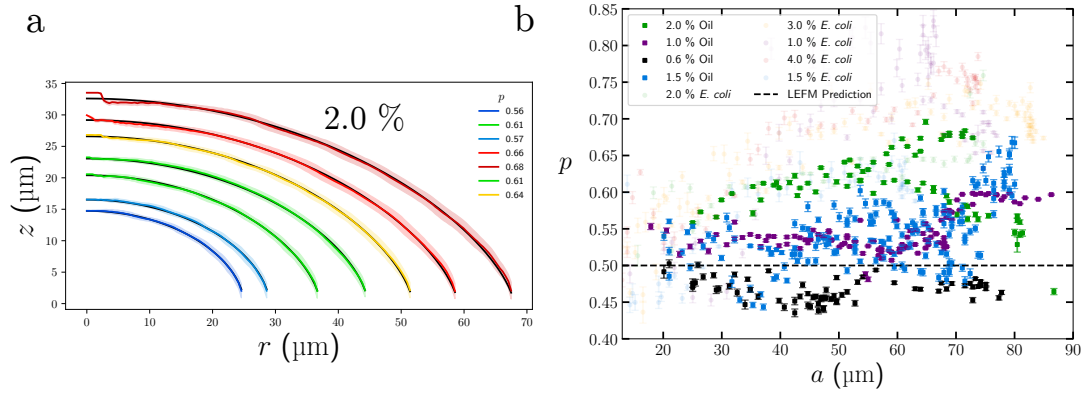 a
2.0 %
p
0.56
0.61
0.57
0.66
0.68
0.61
0.64
35
30
25
20
15
10
5
0
z (μm)
0 10 20 30 40 50 60 70
r (μm)
b
2.0 % Oil
1.0 % Oil
0.6 % Oil
1.5 % Oil
2.0 % E. coli
3.0 % E. coli
1.0 % E. coli
4.0 % E. coli
1.5 % E. coli
LEFM Prediction
0.85
0.80
0.75
0.70
0.65
0.60
0.55
0.50
0.45
0.40
p
20 30 40 50 60 70 80 90
a (μm)